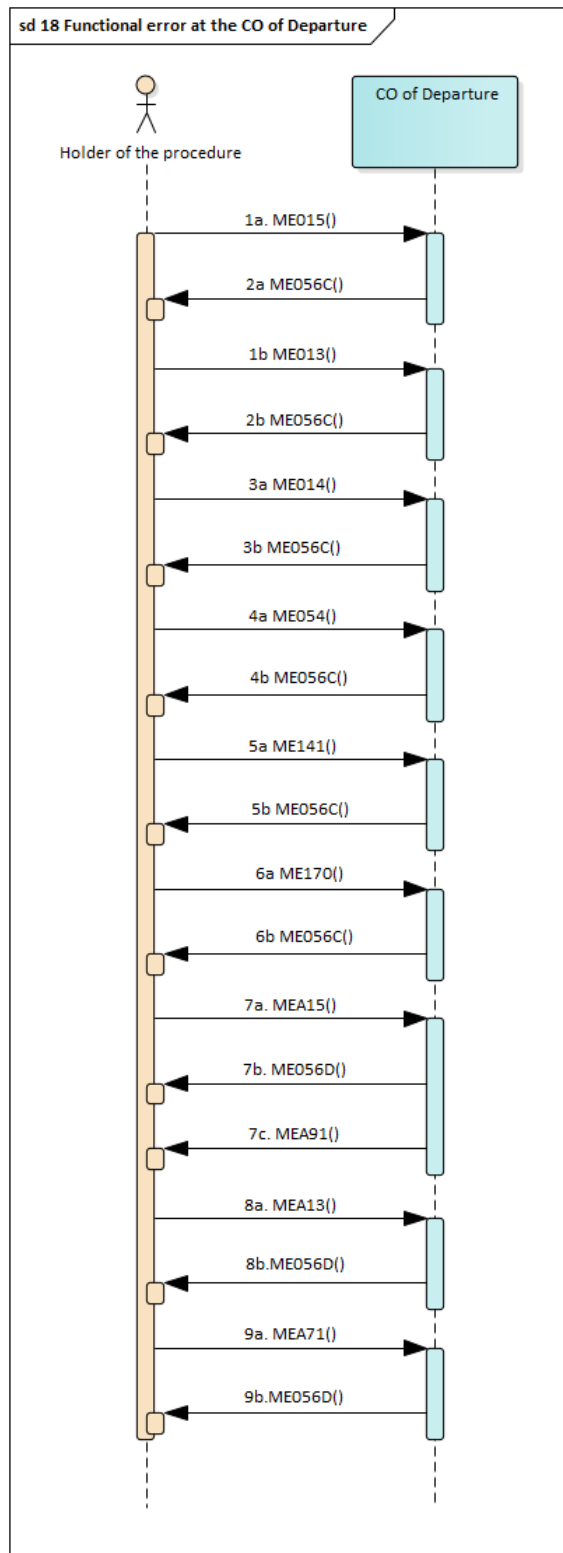 sd 18 Functional error at the CO of Departure
CO of Departure
Holder of the procedure
1a. ME015()
2a ME056C()
1b ME013()
2b ME056C()
3a ME014()
3b ME056C()
4a ME054()
4b ME056C()
5a ME141()
5b ME056C()
6a ME170()
6b ME056C()
7a. MEA15()
7b. ME056D()
7c. MEA91()
8a. MEA13()
8b.ME056D()
9a. MEA71()
9b.ME056D()